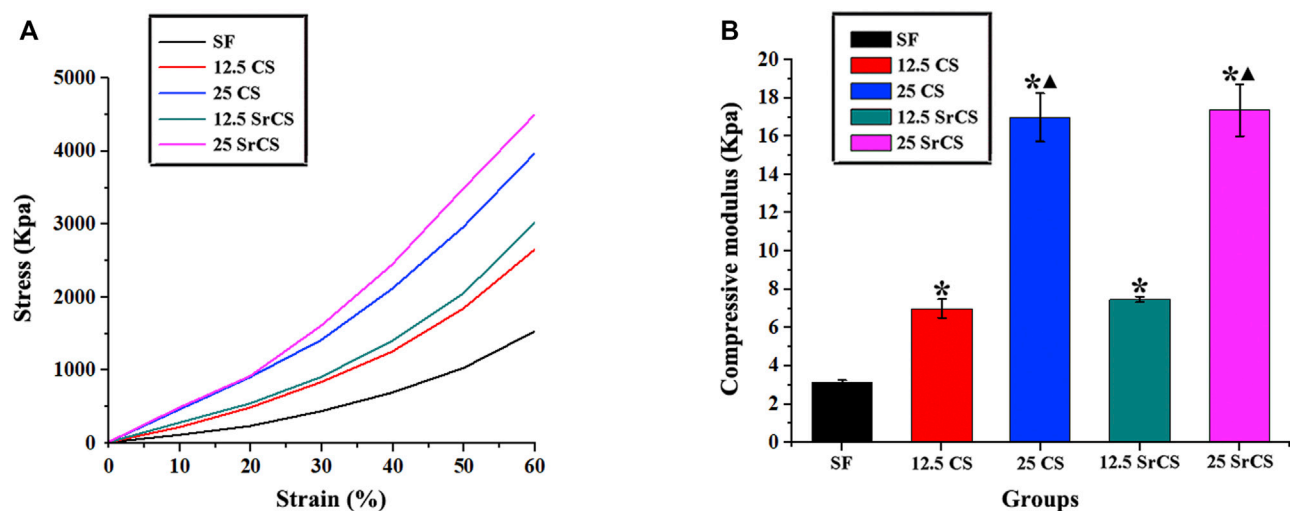 A
SF
12.5 CS
25 CS
12.5 SrCS
25 SrCS
5000
4000
3000
2000
1000
0
0 10 20 30 40 50 60
Stress (Kpa)
Strain (%)
B
SF
12.5 CS
25 CS
12.5 SrCS
25 SrCS
20
18
16
14
12
10
8
6
4
2
0
*
*▲
*
*▲
SF 12.5 CS 25 CS 12.5 SrCS 25 SrCS
Compressive modulus (Kpa)
Groups